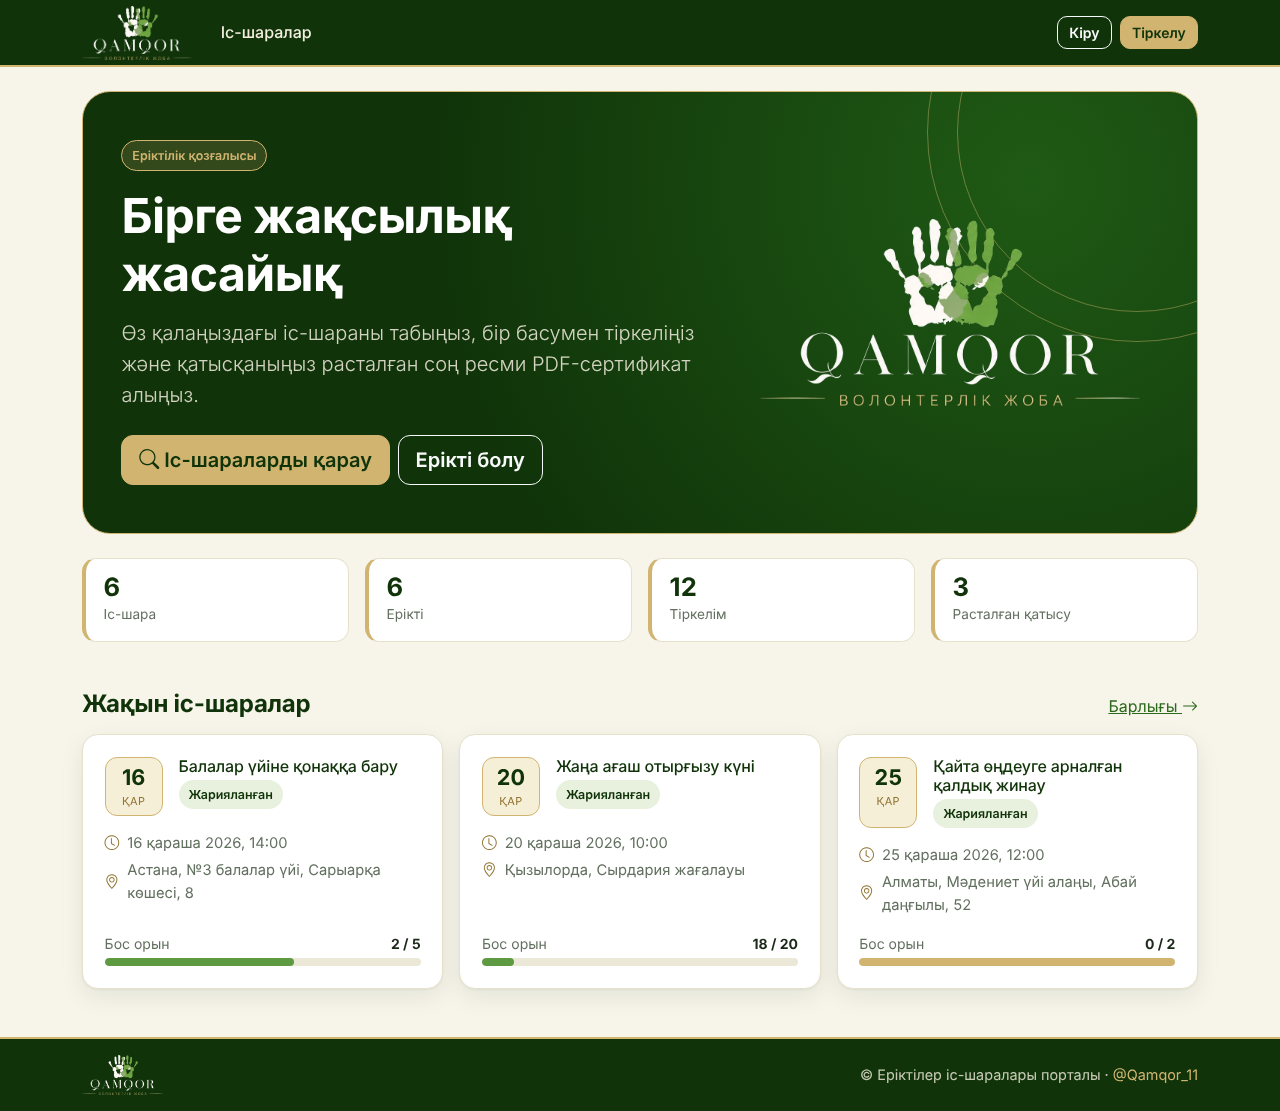 QAMQOR
ВОЛОНТЕРЛІК ЖОБА
Іс-шаралар
Кіру
Тіркелу
Еріктілік қозғалысы
Бірге жақсылық
жасайық
Өз қалаңыздағы іс-шараны табыңыз, бір басумен тіркеліңіз
және қатысқаныңыз расталған соң ресми PDF-сертификат
алыңыз.
Іс-шараларды қарау
Ерікті болу
QAMQOR
ВОЛОНТЕРЛІК ЖОБА
6
Іс-шара
6
Ерікті
12
Тіркелім
3
Расталған қатысу
Жақын іс-шаралар
Барлығы →
16
ҚАР
Балалар үйіне қонаққа бару
Жарияланған
16 қараша 2026, 14:00
Астана, №3 балалар үйі, Сарыарқа
көшесі, 8
Бос орын
2 / 5
20
ҚАР
Жаңа ағаш отырғызу күні
Жарияланған
20 қараша 2026, 10:00
Қызылорда, Сырдария жағалауы
Бос орын
18 / 20
25
ҚАР
Қайта өңдеуге арналған
қалдық жинау
Жарияланған
25 қараша 2026, 12:00
Алматы, Мәдениет үйі алаңы, Абай
даңғылы, 52
Бос орын
0 / 2
QAMQOR
ВОЛОНТЕРЛІК ЖОБА
© Еріктілер іс-шаралары порталы · @Qamqor_11